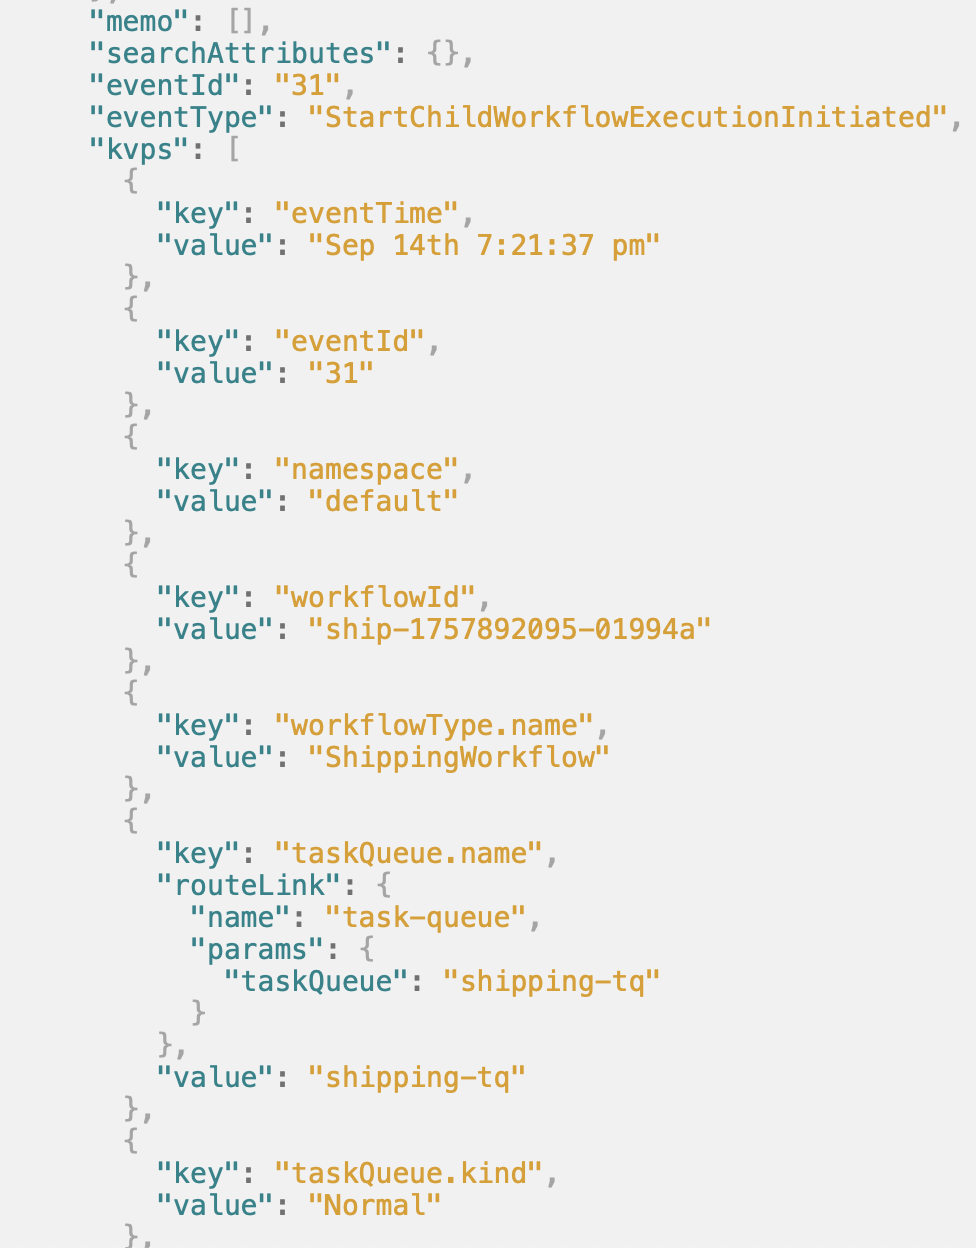 },
"memo": [],
"searchAttributes": {},
"eventId": "31",
"eventType": "StartChildWorkflowExecutionInitiated",
"kvps": [
{
"key": "eventTime",
"value": "Sep 14th 7:21:37 pm"
},
{
"key": "eventId",
"value": "31"
},
{
"key": "namespace",
"value": "default"
},
{
"key": "workflowId",
"value": "ship-1757892095-01994a"
},
{
"key": "workflowType.name",
"value": "ShippingWorkflow"
},
{
"key": "taskQueue.name",
"routeLink": {
"name": "task-queue",
"params": {
"taskQueue": "shipping-tq"
}
},
"value": "shipping-tq"
},
{
"key": "taskQueue.kind",
"value": "Normal"
},